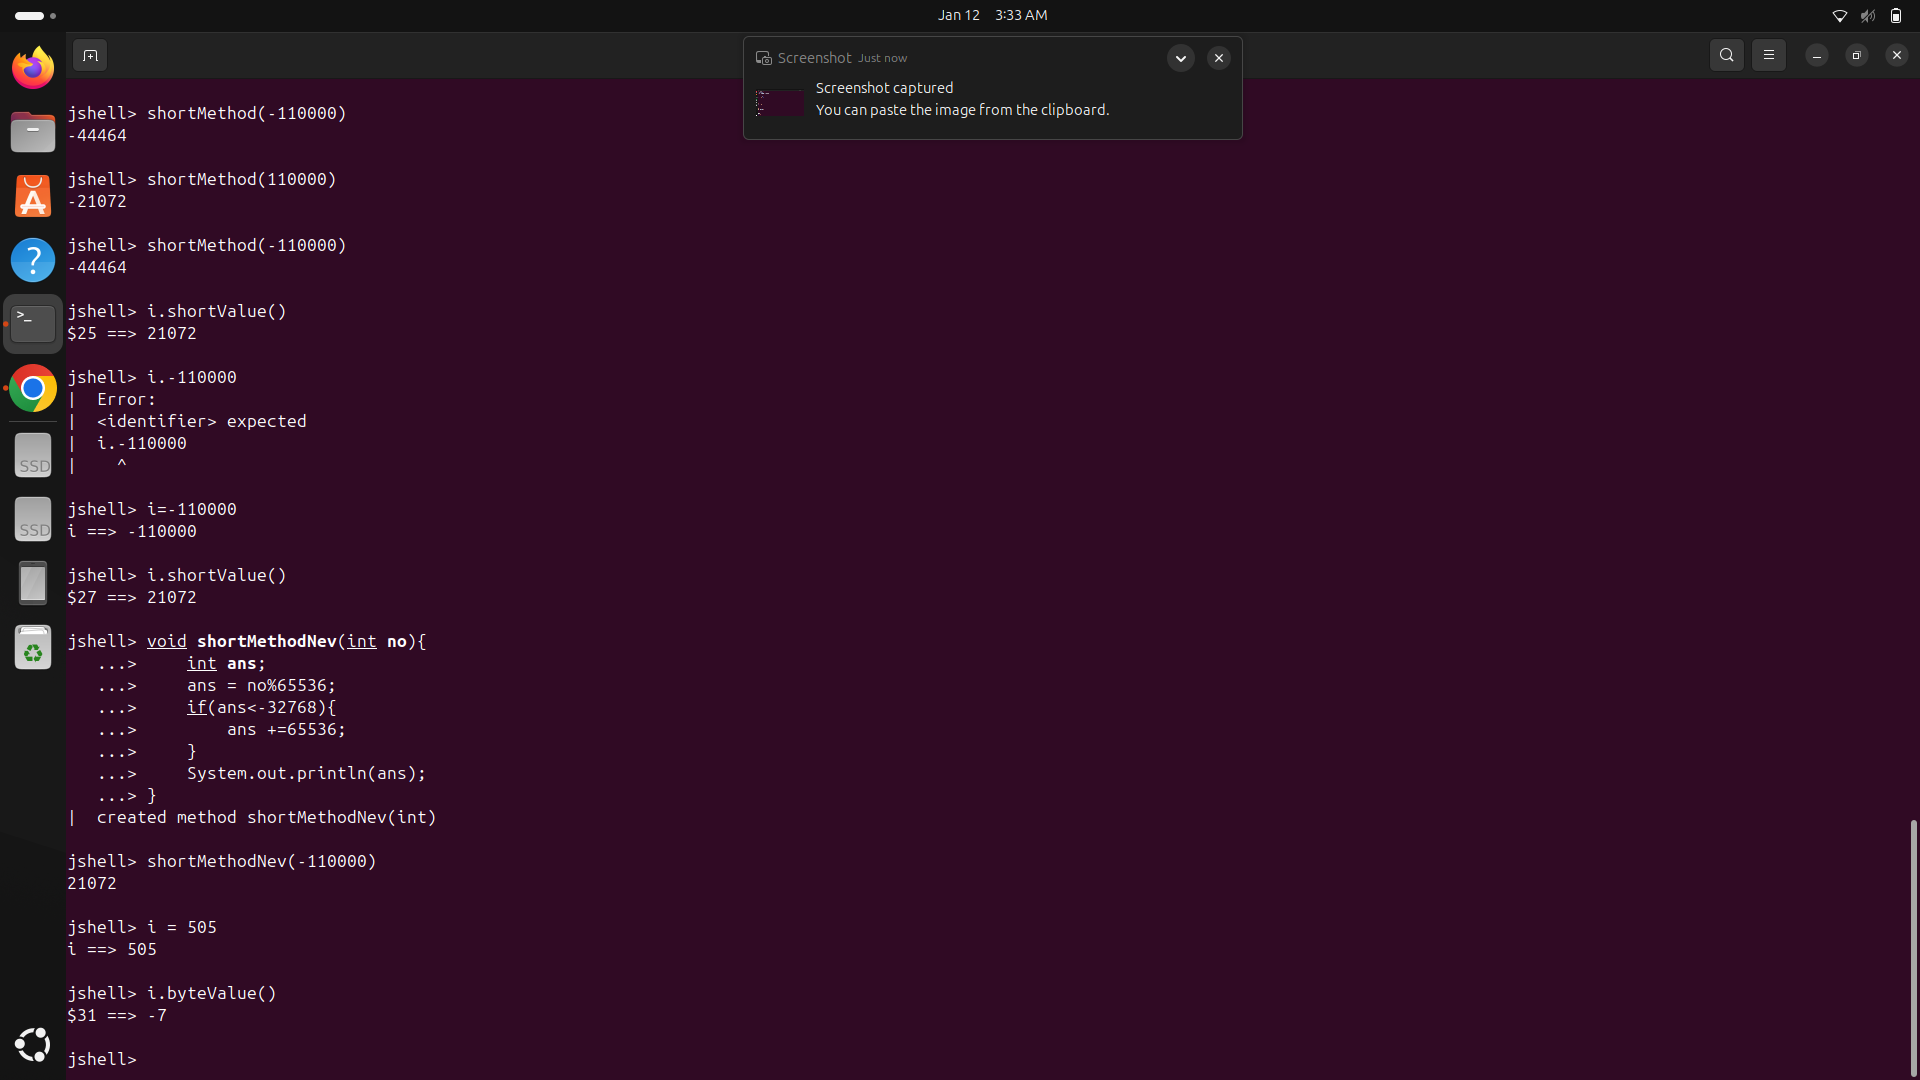 Jan 12 3:33 AM
Screenshot Just now
Screenshot captured
You can paste the image from the clipboard.
jshell> shortMethod(-110000)
-44464
jshell> shortMethod(110000)
-21072
jshell> shortMethod(-110000)
-44464
jshell> i.shortValue()
$25 ==> 21072
jshell> i.-110000
|  Error:
|  <identifier> expected
|  i.-110000
|    ^
jshell> i=-110000
i ==> -110000
jshell> i.shortValue()
$27 ==> 21072
jshell> void shortMethodNev(int no){
   ...>     int ans;
   ...>     ans = no%65536;
   ...>     if(ans<-32768){
   ...>         ans +=65536;
   ...>     }
   ...>     System.out.println(ans);
   ...> }
|  created method shortMethodNev(int)
jshell> shortMethodNev(-110000)
21072
jshell> i = 505
i ==> 505
jshell> i.byteValue()
$31 ==> -7
jshell>
SSD
SSD